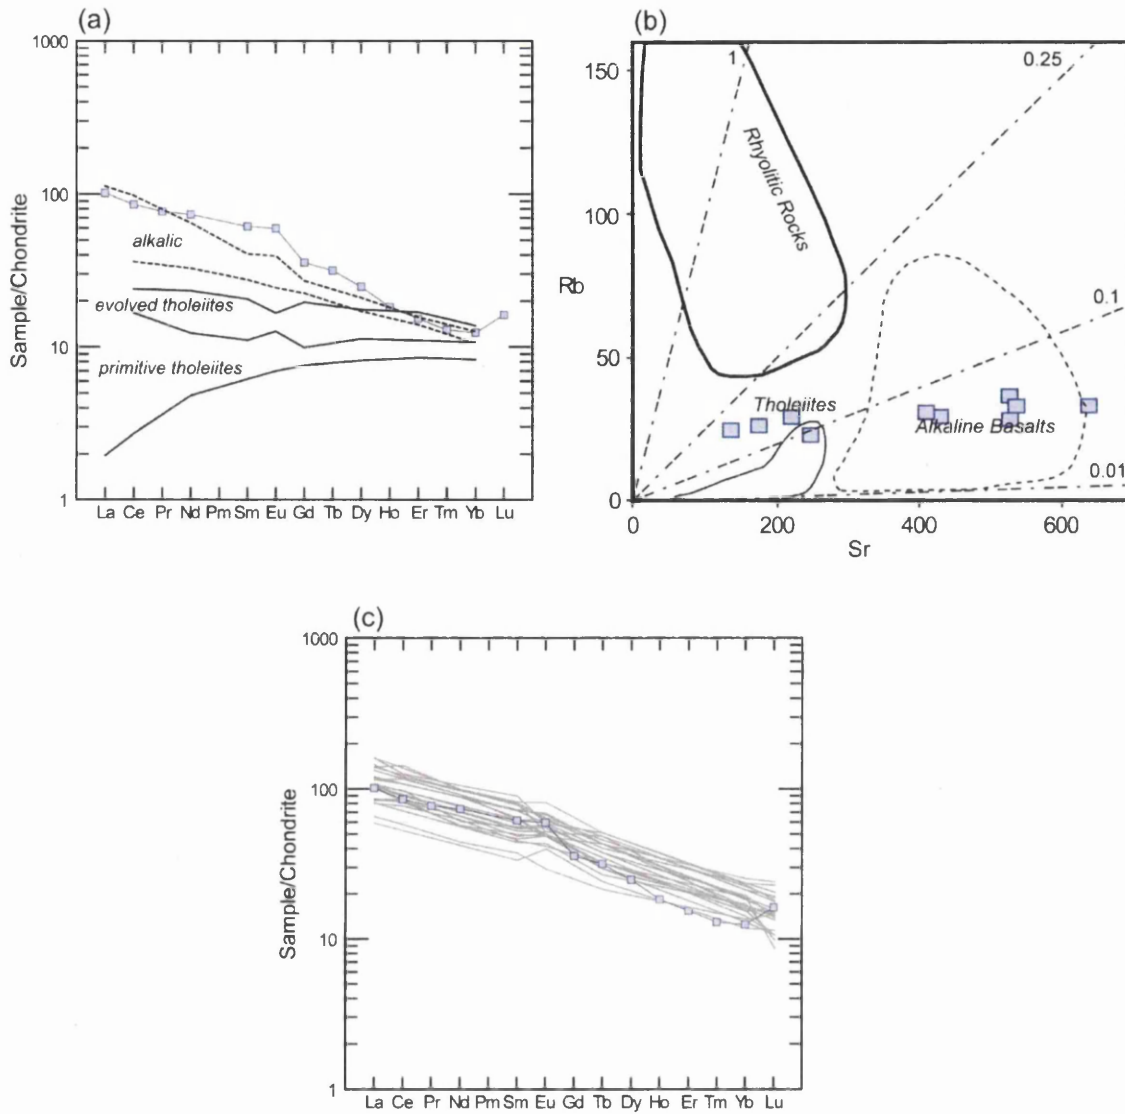 (a)
1000
100
10
1
Sample/Chondrite
alkalic
evolved tholeiites
primitive tholeiites
La Ce Pr Nd Pm Sm Eu Gd Tb Dy Ho Er Tm Yb Lu
(b)
150
100
50
0
Rb
1
0.25
0.1
0.01
Rhyolitic Rocks
Tholeiites
Alkaline Basalts
0 200 400 600
Sr
(c)
1000
100
10
1
Sample/Chondrite
La Ce Pr Nd Pm Sm Eu Gd Tb Dy Ho Er Tm Yb Lu